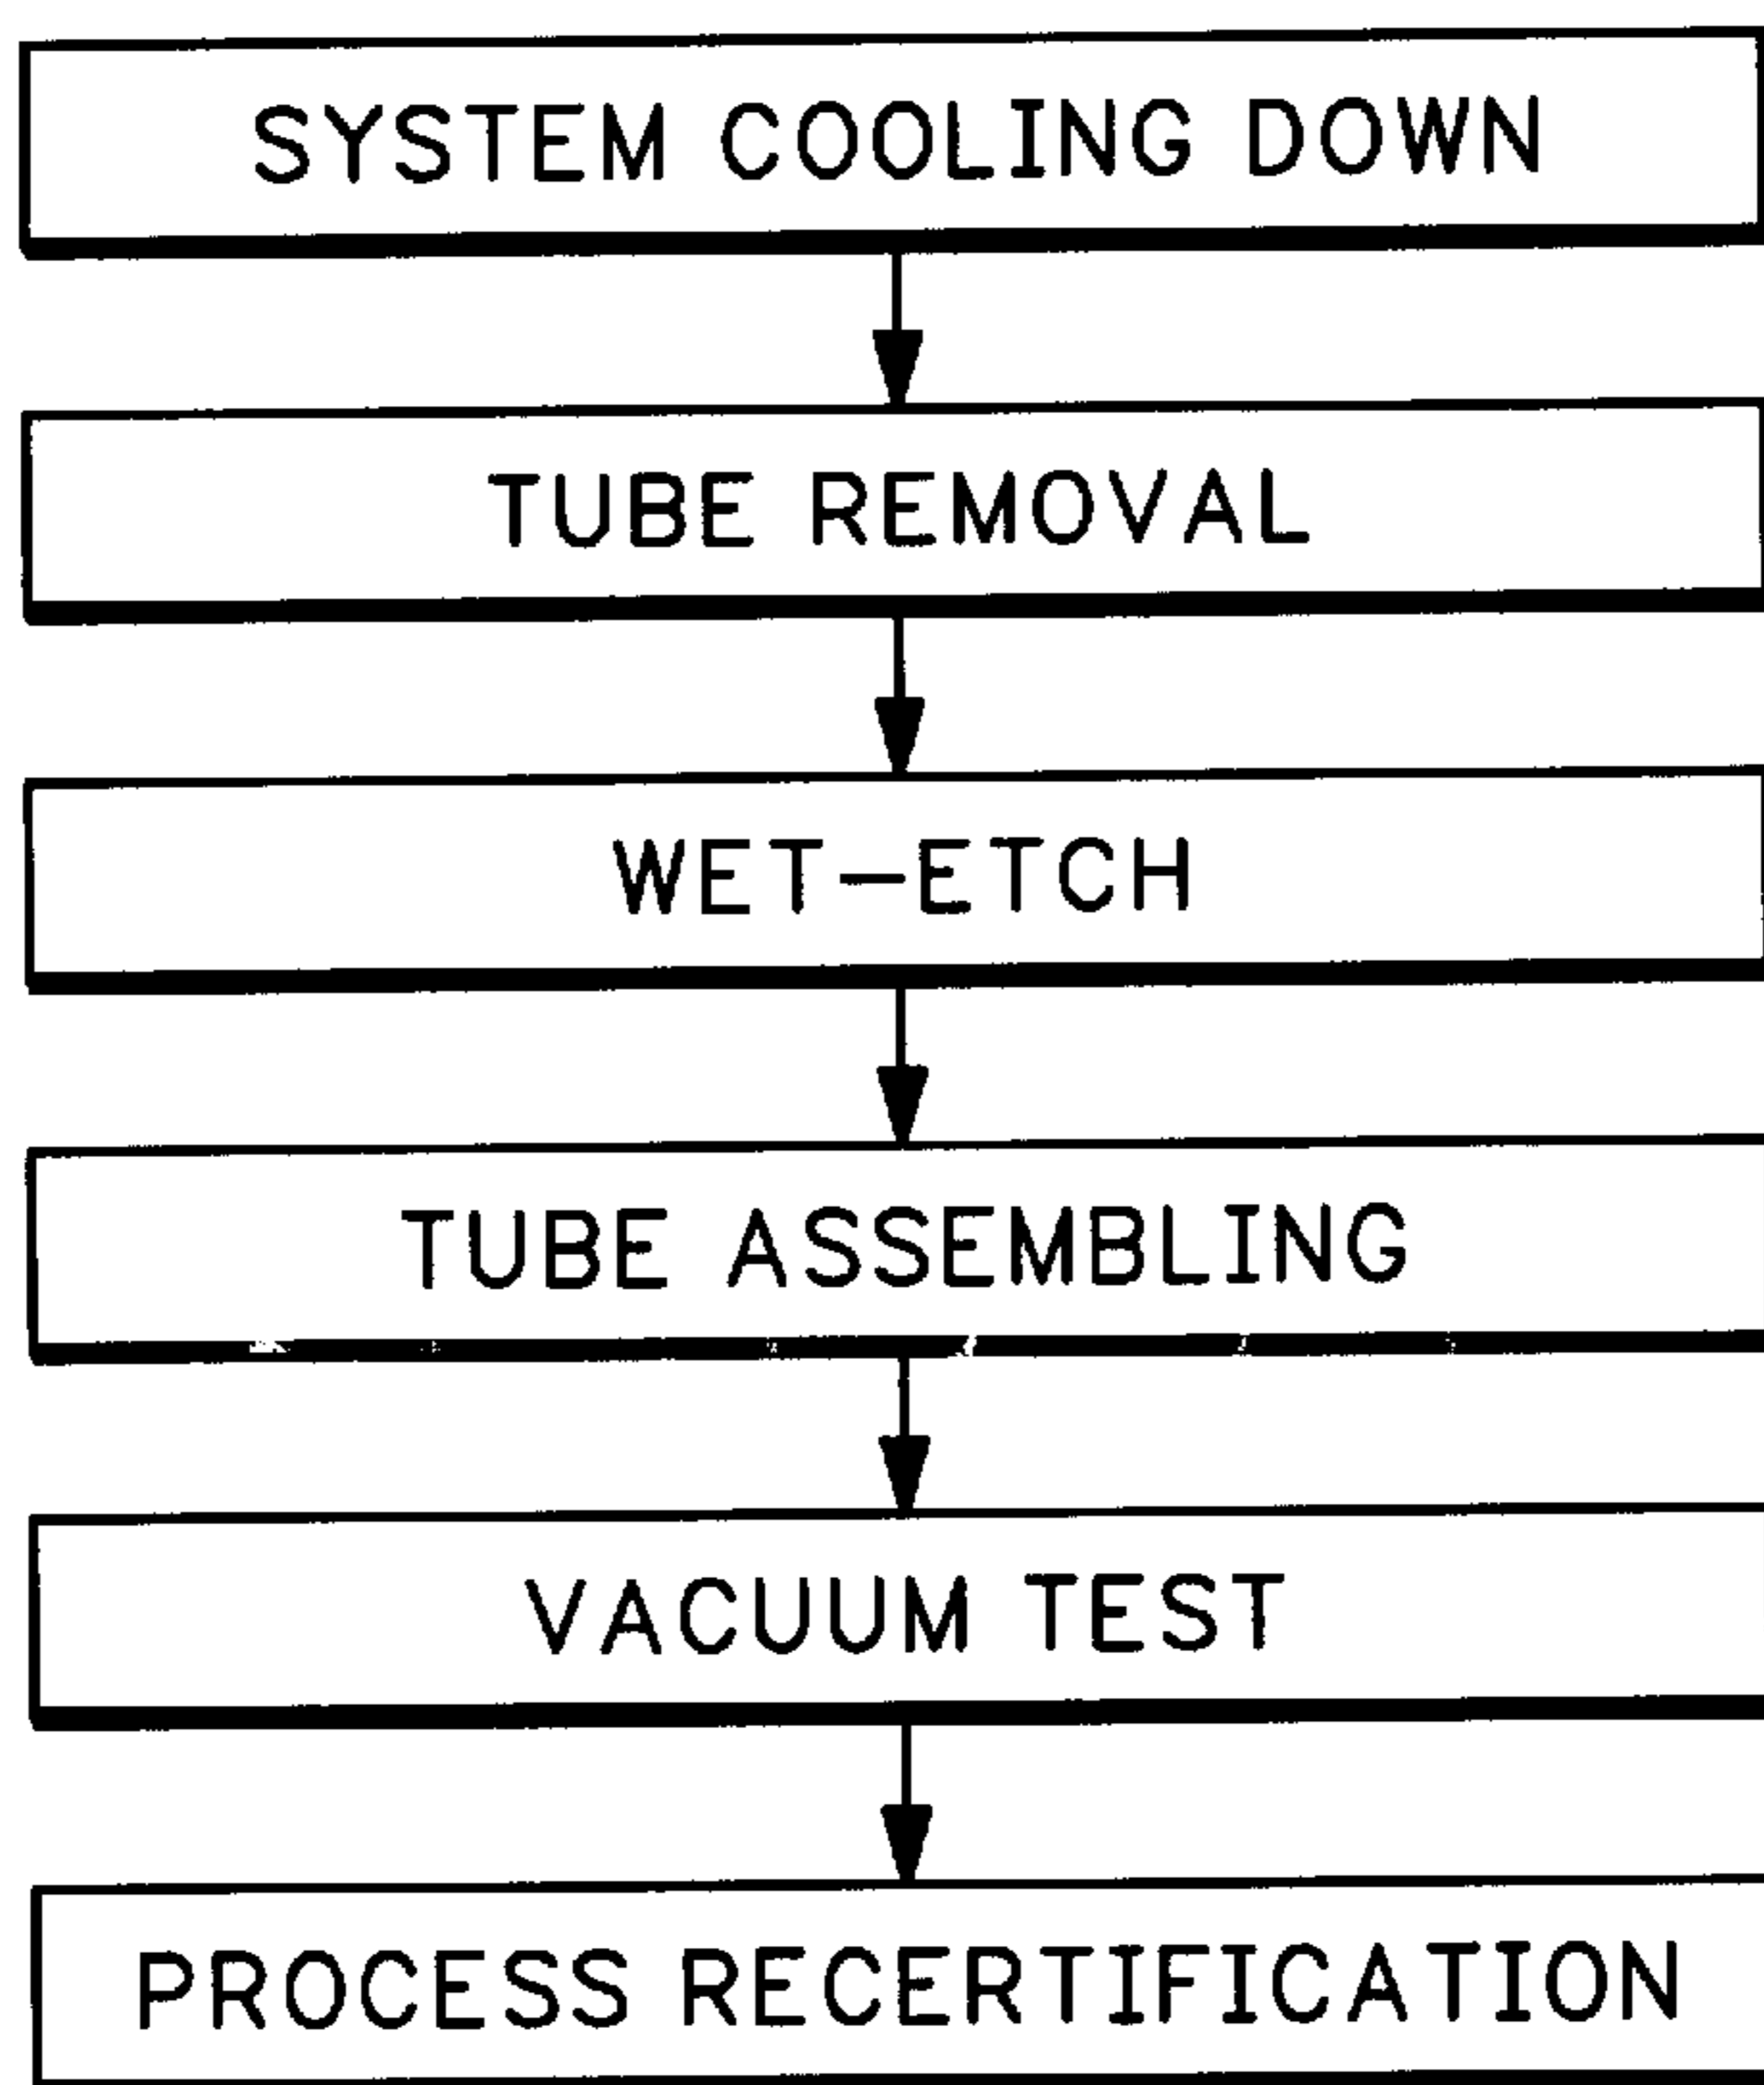 SYSTEM COOLING DOWN
TUBE REMOVAL
WET-ETCH
TUBE ASSEMBLING
VACUUM TEST
PROCESS RECERTIFICATION